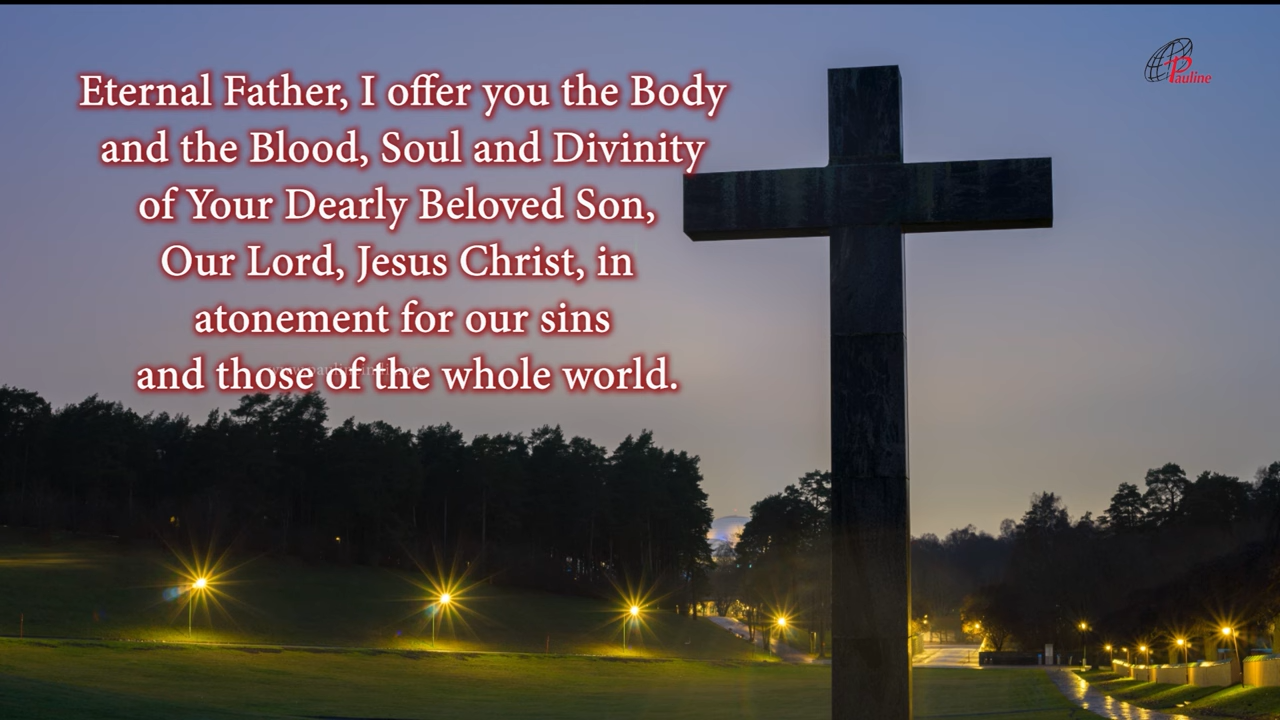 Eternal Father, I offer you the Body
and the Blood, Soul and Divinity
of Your Dearly Beloved Son,
Our Lord, Jesus Christ, in
atonement for our sins
and those of the whole world.
Pauline